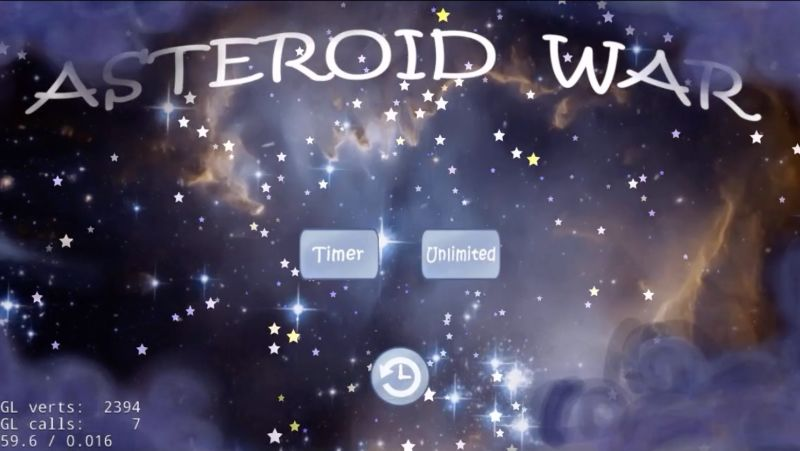 ASTEROID WAR
Timer
Unlimited
GL verts: 2394
GL calls: 7
59.6 / 0.016